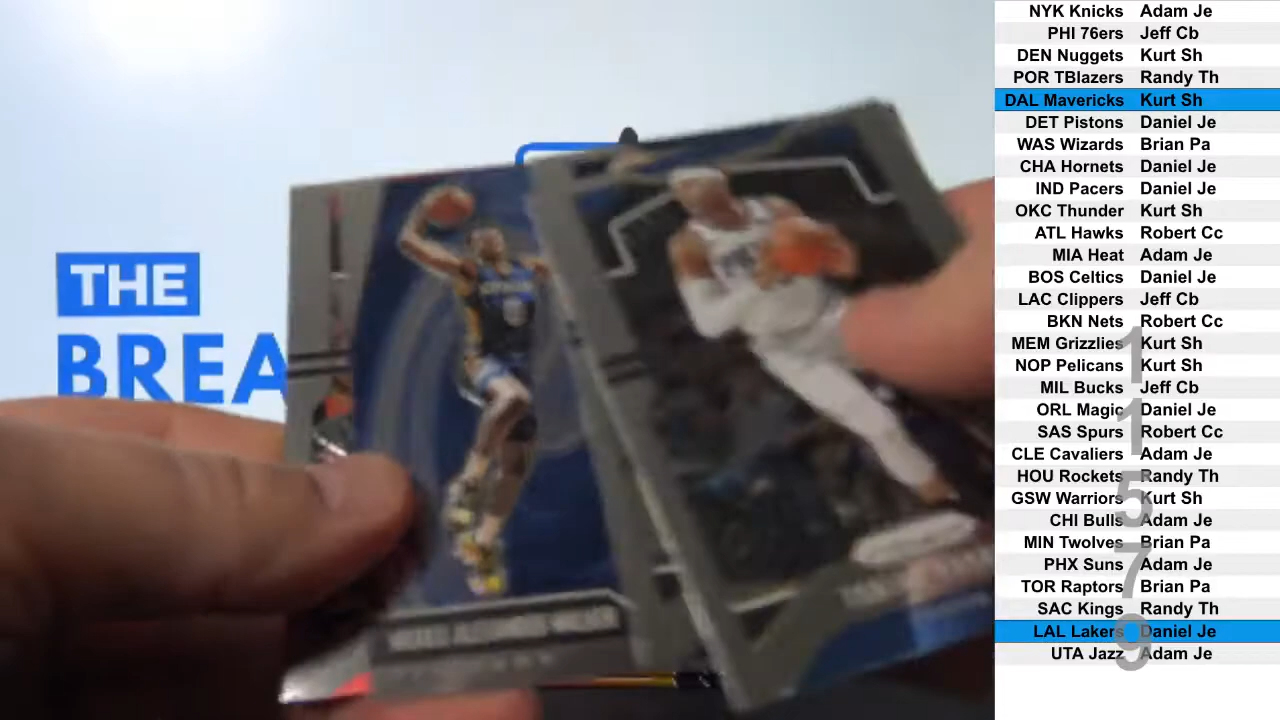 THE
BREA
NYK Knicks Adam Je
PHI 76ers Jeff Cb
DEN Nuggets Kurt Sh
POR TBlazers Randy Th
DAL Mavericks Kurt Sh
DET Pistons Daniel Je
WAS Wizards Brian Pa
CHA Hornets Daniel Je
IND Pacers Daniel Je
OKC Thunder Kurt Sh
ATL Hawks Robert Cc
MIA Heat Adam Je
BOS Celtics Daniel Je
LAC Clippers Jeff Cb
BKN Nets Robert Cc
MEM Grizzlies Kurt Sh
NOP Pelicans Kurt Sh
MIL Bucks Jeff Cb
ORL Magic Daniel Je
SAS Spurs Robert Cc
CLE Cavaliers Adam Je
HOU Rockets Randy Th
GSW Warriors Kurt Sh
CHI Bulls Adam Je
MIN Twolves Brian Pa
PHX Suns Adam Je
TOR Raptors Brian Pa
SAC Kings Randy Th
LAL Lakers Daniel Je
UTA Jazz Adam Je
1
1
5
7
9